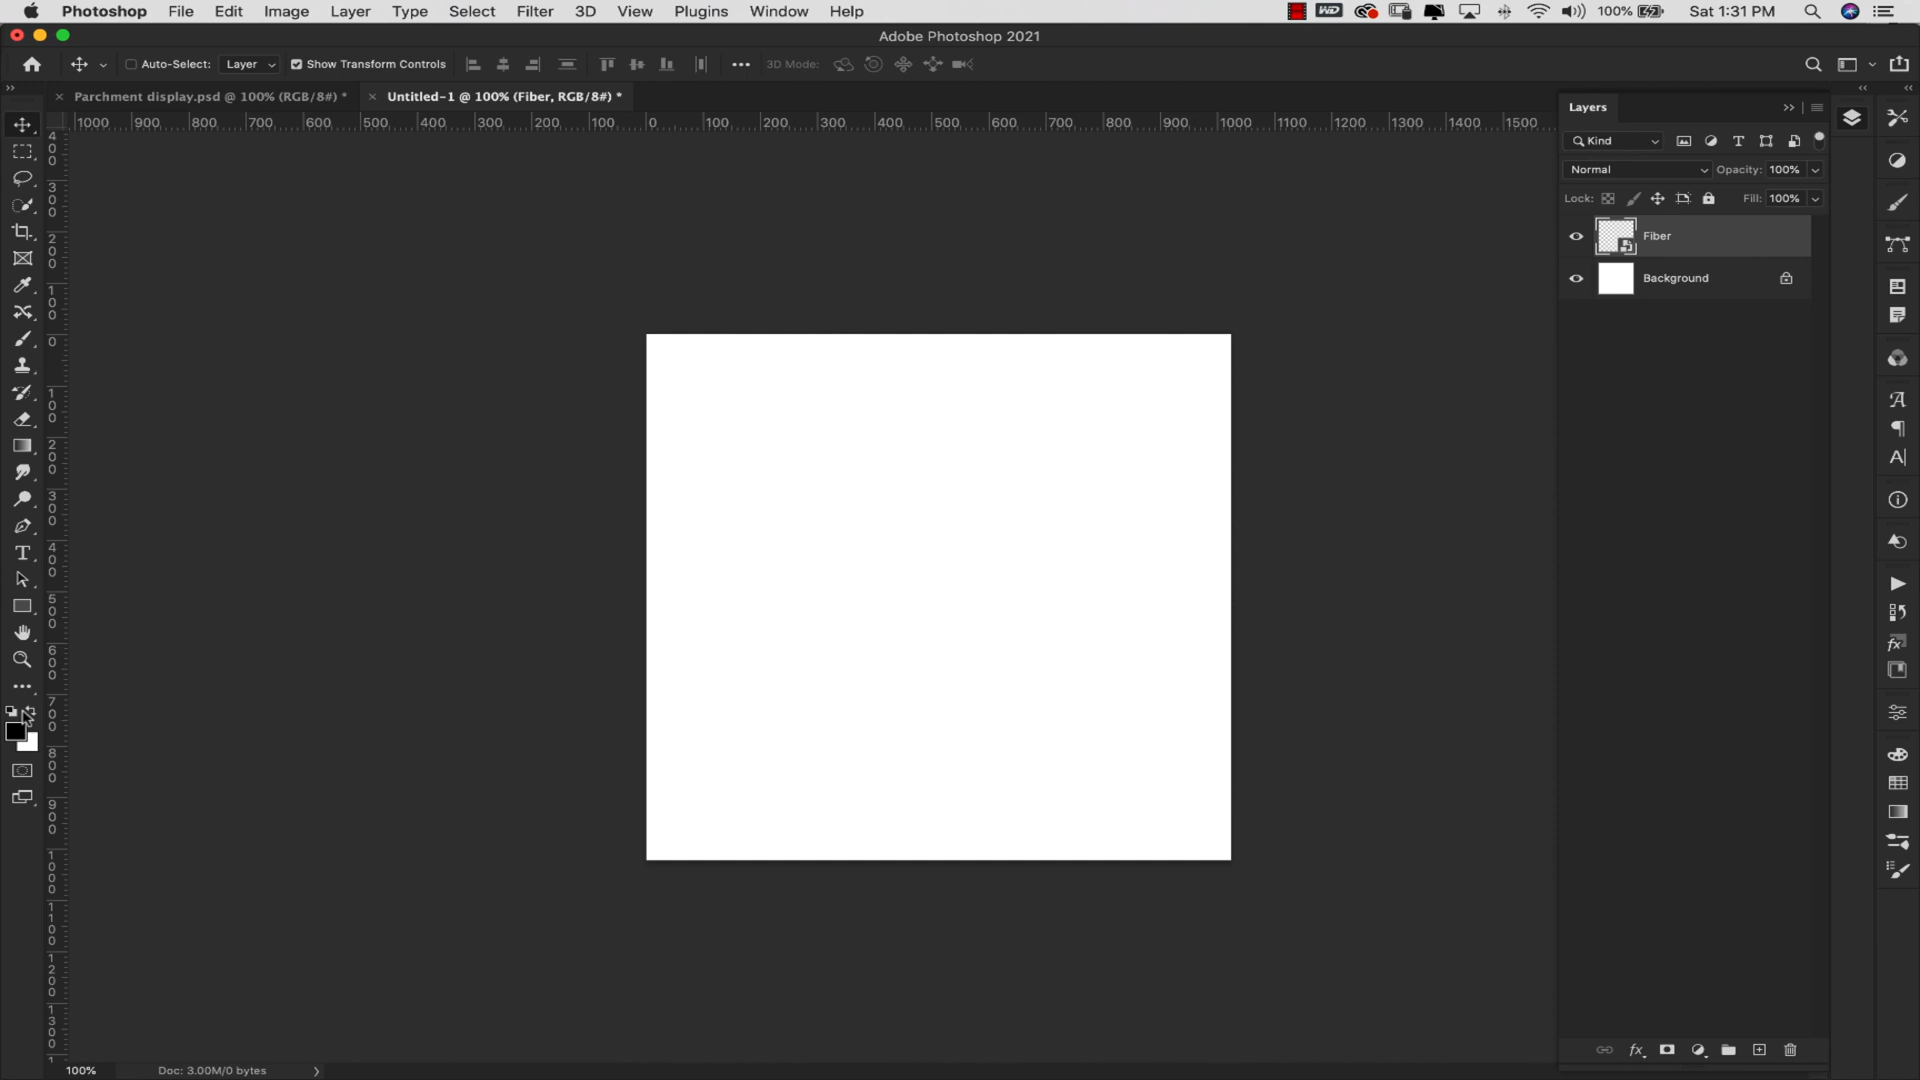 Photoshop File Edit Image Layer Type Select Filter 3D View Plugins Window Help 100% Sat 1:31 PM
Adobe Photoshop 2021
Auto-Select: Layer Show Transform Controls 3D Mode:
Parchment display.psd @ 100% (RGB/8#) * Untitled-1 @ 100% (Fiber, RGB/8#) *
1000 900 800 700 600 500 400 300 200 100 0 100 200 300 400 500 600 700 800 900 1000 1100 1200 1300 1400 1500
400
300
200
100
0
100
200
300
400
500
600
700
800
900
1000
1100
1200
1300
1
Layers
Kind
Normal Opacity: 100%
Lock: Fill: 100%
Fiber
Background
100% Doc: 3.00M/0 bytes